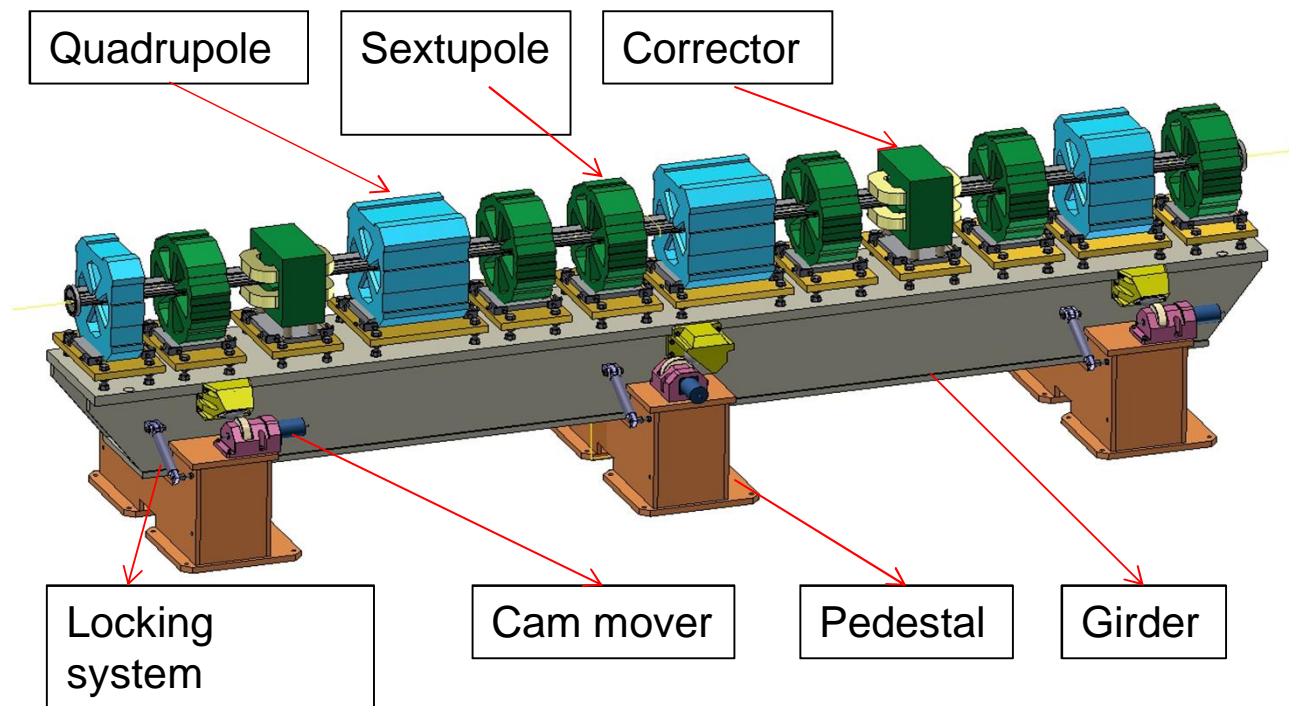 Quadrupole
Sextupole
Corrector
Locking
system
Cam mover
Pedestal
Girder